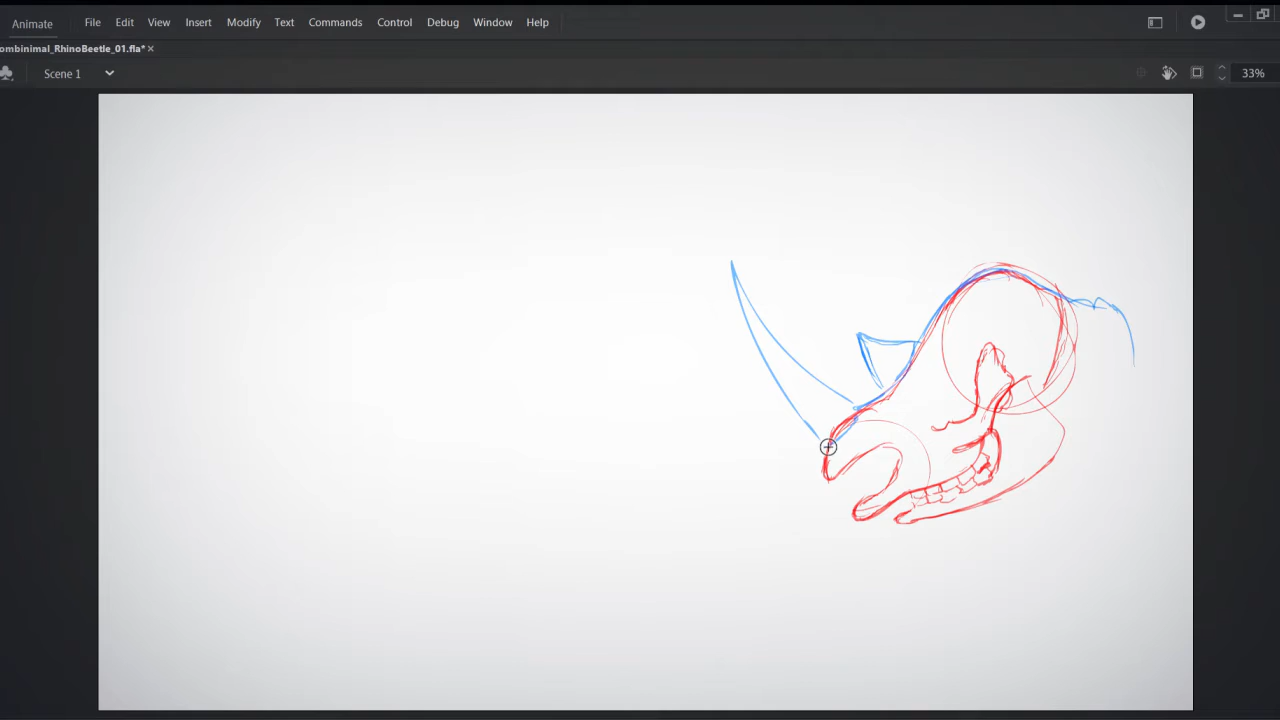 Animate File Edit View Insert Modify Text Commands Control Debug Window Help
ombinimal_RhinoBeetle_01.fla*
Scene 1 33%